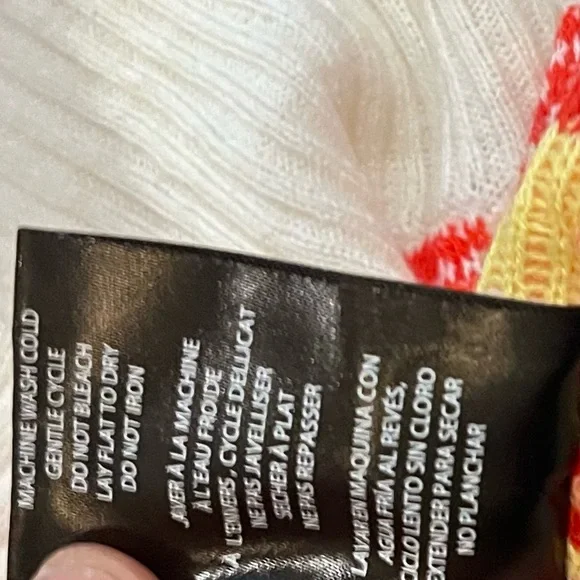 MACHINE WASH COLD
GENTLE CYCLE
DO NOT BLEACH
LAY FLAT TO DRY
DO NOT IRON
LAVER À LA MACHINE
À L'EAU FROIDE
À L'ENVERS, CYCLE DELLICAT
NE PAS JAVELLISER
SÉCHER À PLAT
NE PAS REPASSER
LAVAR EN MAQUINA CON
AGUA FRÍA AL REVÉS,
CICLO LENTO SIN CLORO
EXTENDER PARA SECAR
NO PLANCHAR